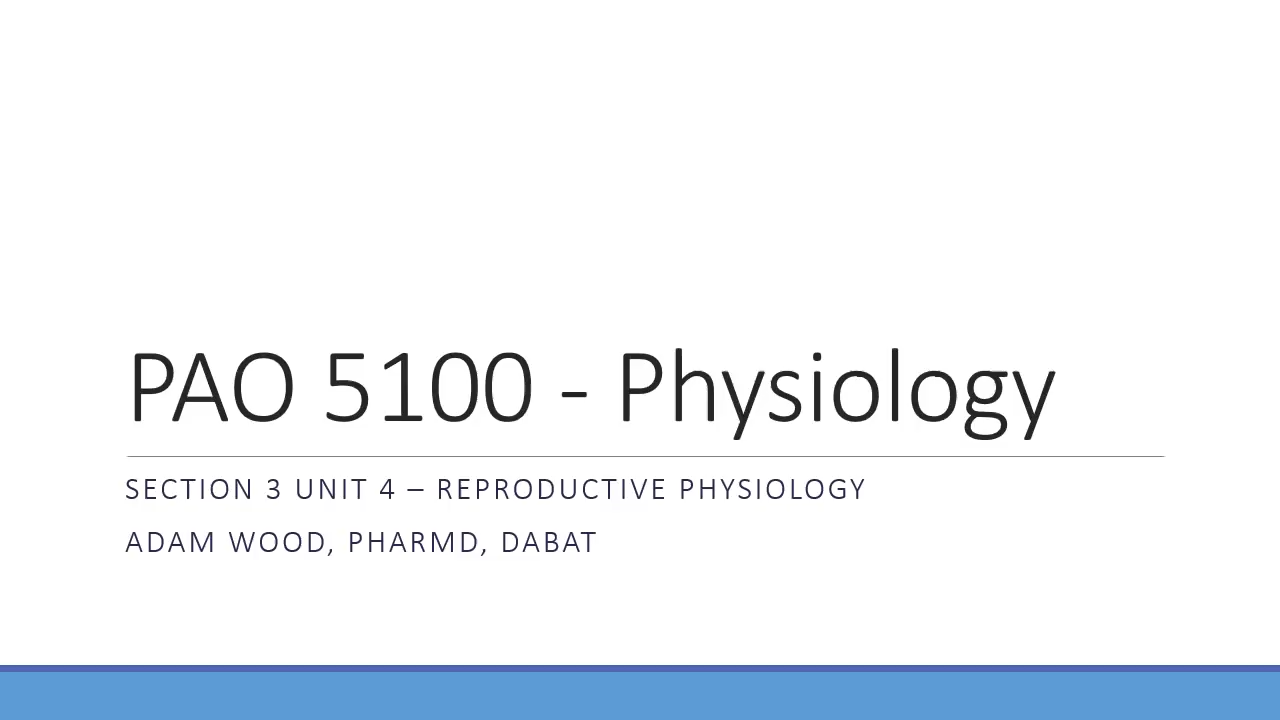 PAO 5100 - Physiology
SECTION 3 UNIT 4 – REPRODUCTIVE PHYSIOLOGY
ADAM WOOD, PHARMD, DABAT